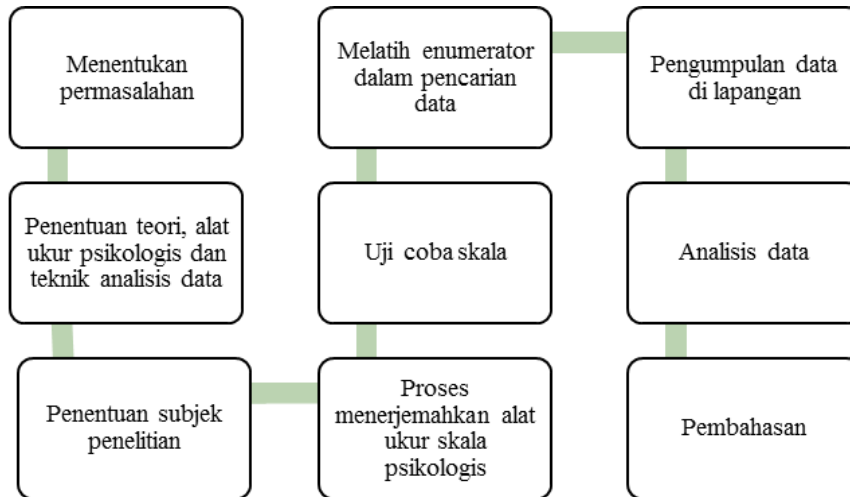 Menentukan
permasalahan
Penentuan teori, alat
ukur psikologis dan
teknik analisis data
Penentuan subjek
penelitian
Proses
menerjemahkan alat
ukur skala
psikologis
Uji coba skala
Melatih enumerator
dalam pencarian
data
Pengumpulan data
di lapangan
Analisis data
Pembahasan